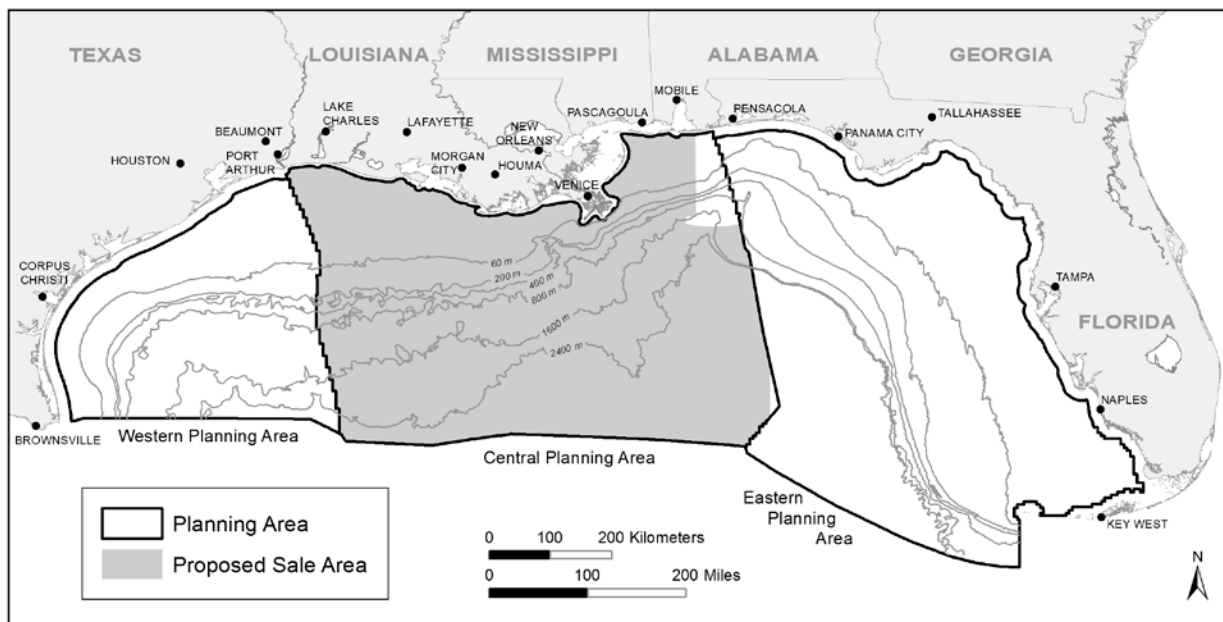 TEXAS
LOUISIANA
MISSISSIPPI
ALABAMA
GEORGIA
MOBILE
PASCAGOULA
PENSACOLA
TALLAHASSEE
LAKE
CHARLES
LAFAYETTE
NEW
ORLEANS
PANAMA CITY
BEAUMONT
HOUSTON
PORT
ARTHUR
MORGAN
CITY
HOUMA
VENICE
CORPUS
CHRISTI
60 m
200 m
400 m
800 m
1600 m
2400 m
TAMPA
FLORIDA
NAPLES
BROWNSVILLE
Western Planning Area
Central Planning Area
Eastern
Planning
Area
KEY WEST
Planning Area
Proposed Sale Area
0 100 200 Kilometers
0 100 200 Miles
N